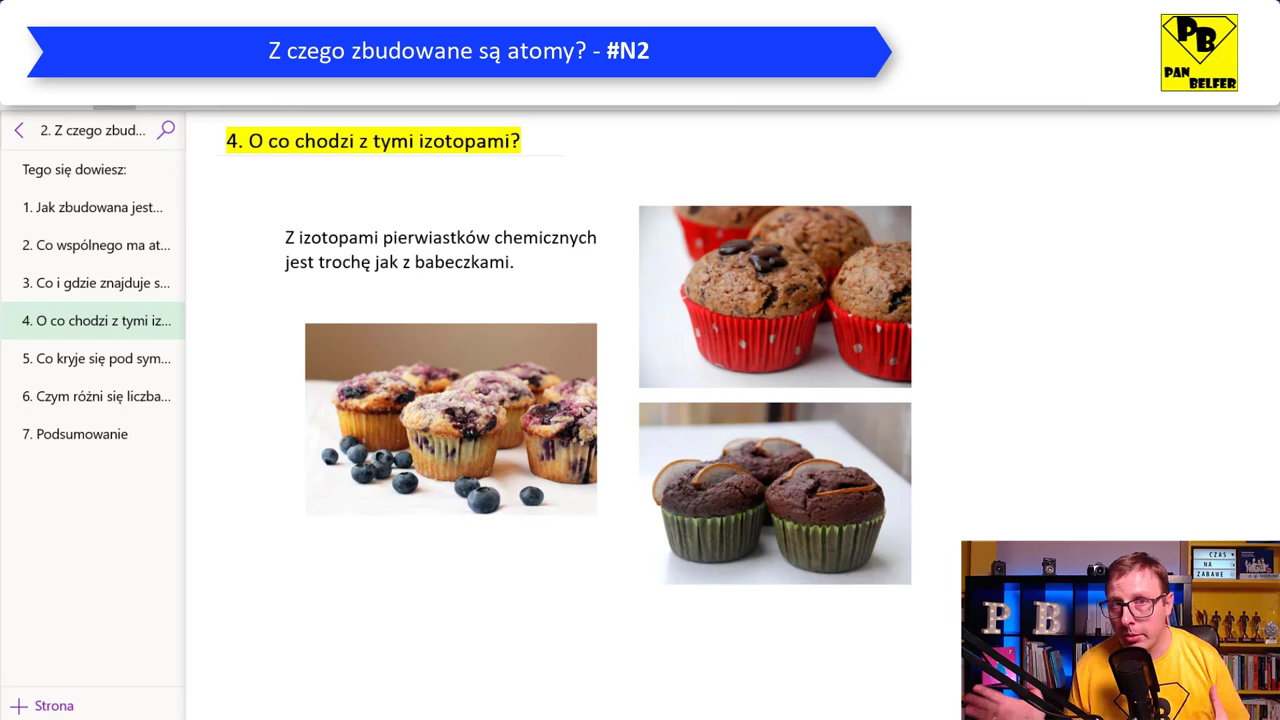 Z czego zbudowane są atomy? - #N2
PB
PAN
BELFER
2. Z czego zbud...
Tego się dowiesz:
1. Jak zbudowana jest...
2. Co wspólnego ma at...
3. Co i gdzie znajduje s...
4. O co chodzi z tymi iz...
5. Co kryje się pod sym...
6. Czym różni się liczba...
7. Podsumowanie
Strona
4. O co chodzi z tymi izotopami?
Z izotopami pierwiastków chemicznych
jest trochę jak z babeczkami.
CZAS
NA
ZABAWĘ
P B